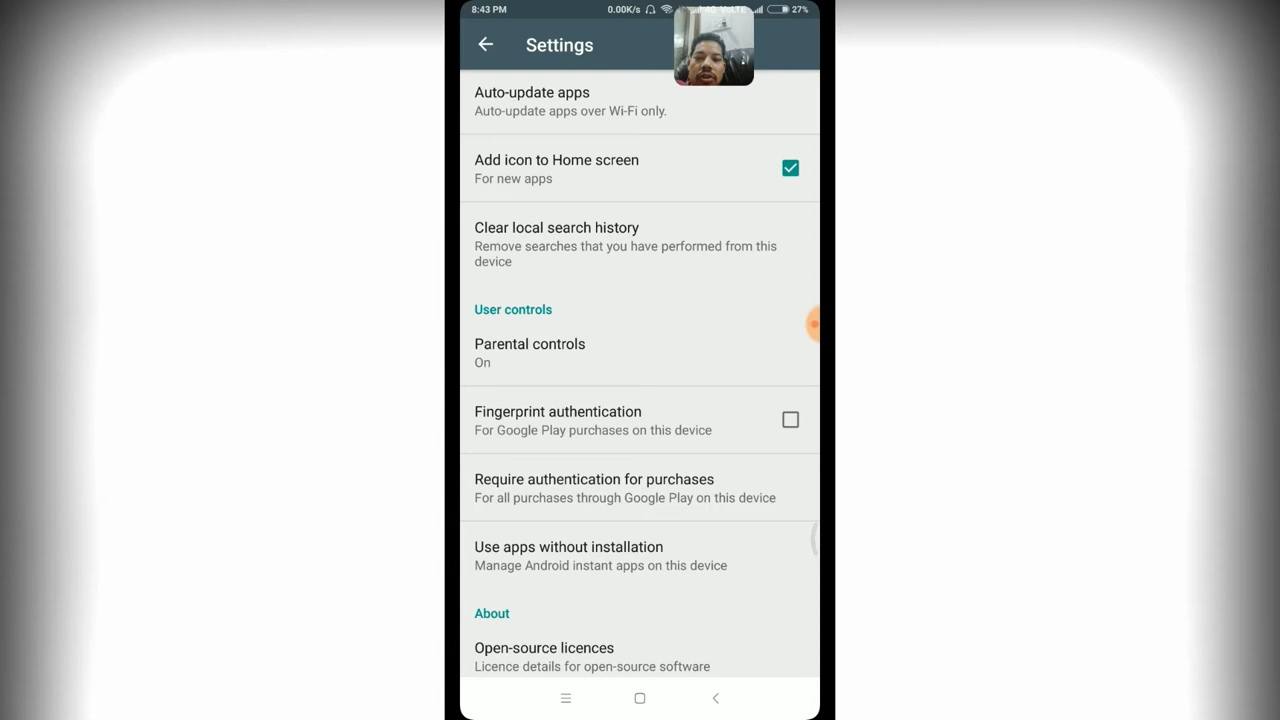 8:43 PM 0.00K/s 4G VoLTE 27%
Settings
Auto-update apps
Auto-update apps over Wi-Fi only.
Add icon to Home screen
For new apps
Clear local search history
Remove searches that you have performed from this
device
User controls
Parental controls
On
Fingerprint authentication
For Google Play purchases on this device
Require authentication for purchases
For all purchases through Google Play on this device
Use apps without installation
Manage Android instant apps on this device
About
Open-source licences
Licence details for open-source software